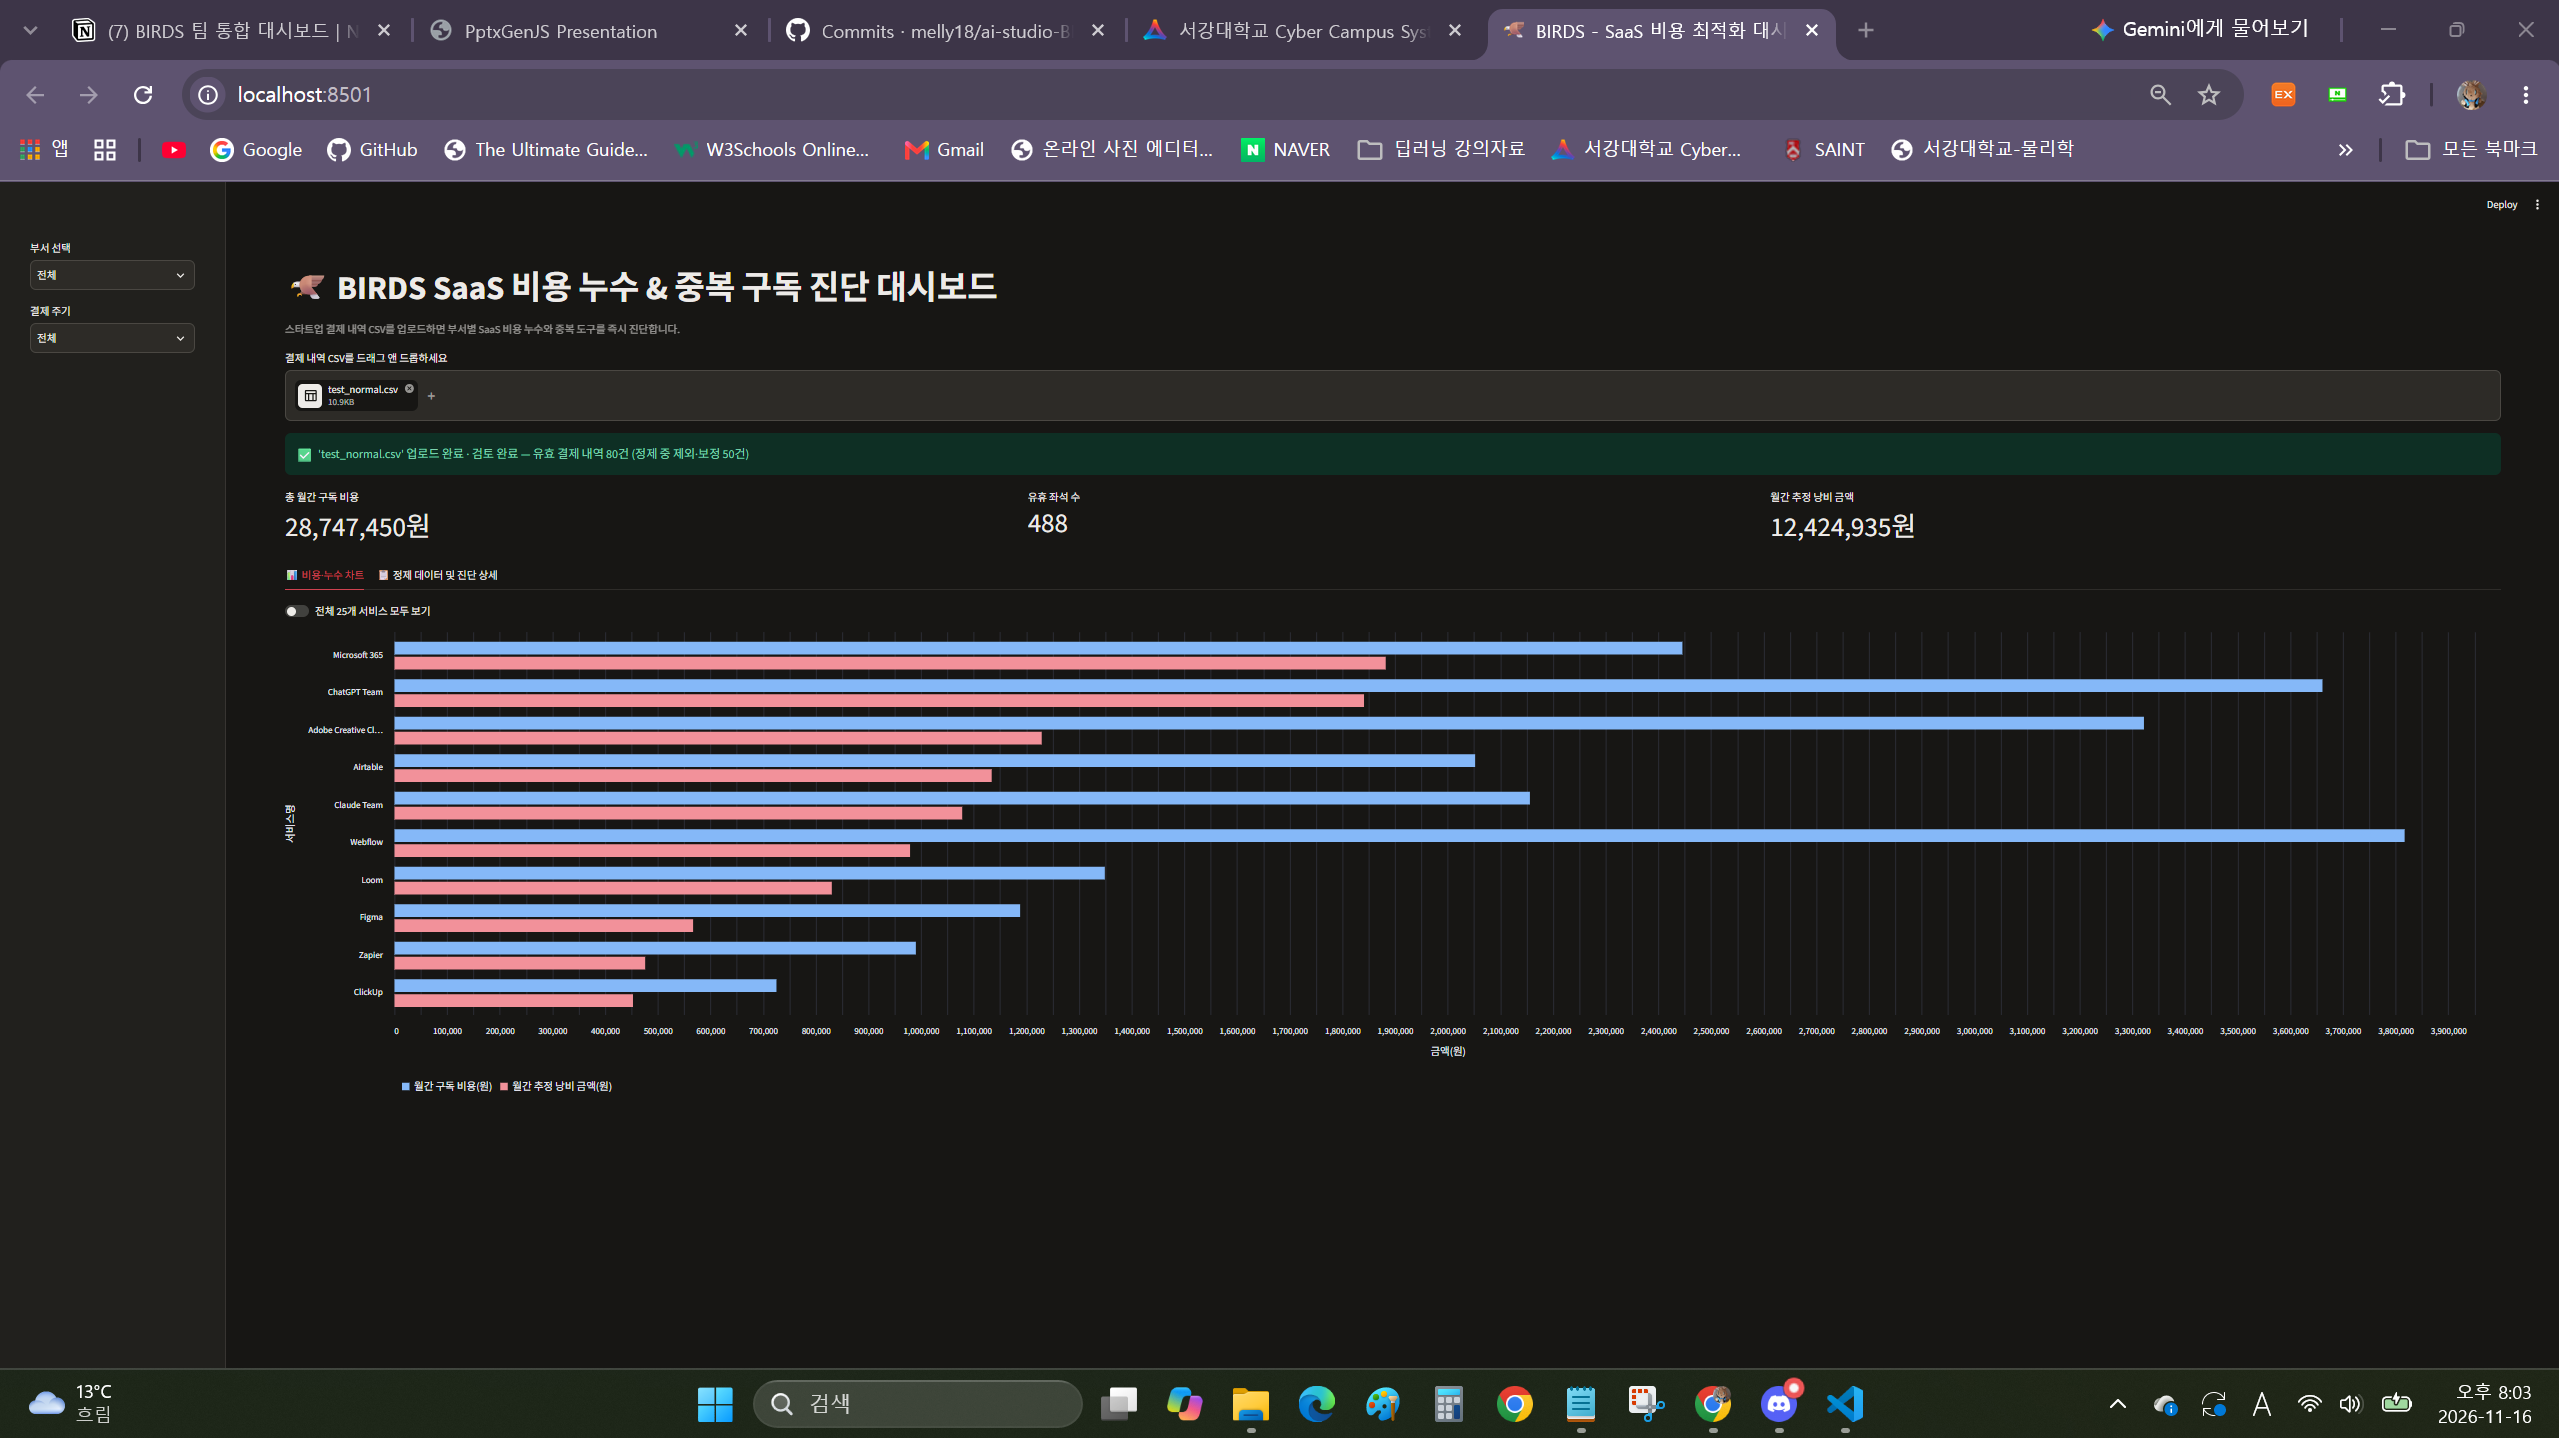 (7) BIRDS 팀 통합 대시보드 | N
PptxGenJS Presentation
Commits · melly18/ai-studio-B
서강대학교 Cyber Campus Syst
BIRDS - SaaS 비용 최적화 대시
Gemini에게 물어보기
localhost:8501
EX
N
앱
Google
GitHub
The Ultimate Guide...
W3Schools Online...
Gmail
온라인 사진 에디터...
NAVER
딥러닝 강의자료
서강대학교 Cyber...
SAINT
서강대학교-물리학
모든 북마크
Deploy
부서 선택
전체
결제 주기
전체
BIRDS SaaS 비용 누수 & 중복 구독 진단 대시보드
스타트업 결제 내역 CSV를 업로드하면 부서별 SaaS 비용 누수와 중복 도구를 즉시 진단합니다.
결제 내역 CSV를 드래그 앤 드롭하세요
test_normal.csv
10.9KB
'test_normal.csv' 업로드 완료 · 검토 완료 — 유효 결제 내역 80건 (정제 중 제외·보정 50건)
총 월간 구독 비용
28,747,450원
유휴 좌석 수
488
월간 추정 낭비 금액
12,424,935원
비용·누수 차트
정제 데이터 및 진단 상세
전체 25개 서비스 모두 보기
서비스명
Microsoft 365
ChatGPT Team
Adobe Creative Cl...
Airtable
Claude Team
Webflow
Loom
Figma
Zapier
ClickUp
0 100,000 200,000 300,000 400,000 500,000 600,000 700,000 800,000 900,000 1,000,000 1,100,000 1,200,000 1,300,000 1,400,000 1,500,000 1,600,000 1,700,000 1,800,000 1,900,000 2,000,000 2,100,000 2,200,000 2,300,000 2,400,000 2,500,000 2,600,000 2,700,000 2,800,000 2,900,000 3,000,000 3,100,000 3,200,000 3,300,000 3,400,000 3,500,000 3,600,000 3,700,000 3,800,000 3,900,000
금액(원)
월간 구독 비용(원) 월간 추정 낭비 금액(원)
13°C
흐림
검색
A
오후 8:03
2026-11-16